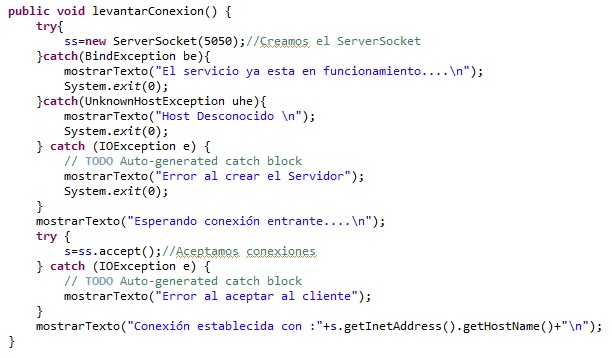 public void levantarConexion() {
    try{
        ss=new ServerSocket(5050);//Creamos el ServerSocket
    }catch(BindException be){
        mostrarTexto("El servicio ya esta en funcionamiento....\n");
        System.exit(0);
    }catch(UnknownHostException uhe){
        mostrarTexto("Host Desconocido \n");
        System.exit(0);
    } catch (IOException e) {
        // TODO Auto-generated catch block
        mostrarTexto("Error al crear el Servidor");
        System.exit(0);
    }
    mostrarTexto("Esperando conexión entrante....\n");
    try {
        s=ss.accept();//Aceptamos conexiones
    } catch (IOException e) {
        // TODO Auto-generated catch block
        mostrarTexto("Error al aceptar al cliente");
    }
    mostrarTexto("Conexión establecida con :"+s.getInetAddress().getHostName()+"\n");
}